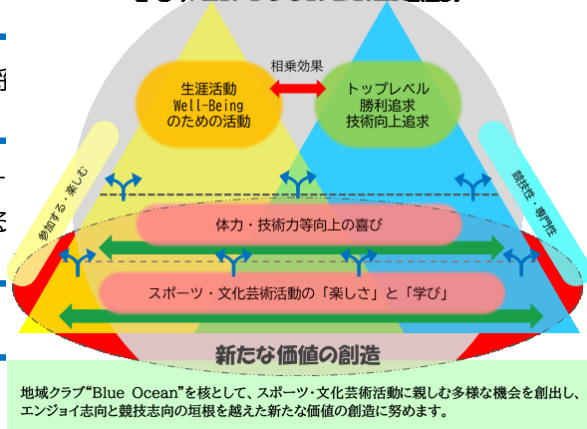 相乗効果
生涯活動
Well-Being
のための活動
トップレベル
勝利追求
技術向上追求
参加する・楽しむ
競技性・専門性
体力・技術力等向上の喜び
スポーツ・文化芸術活動の「楽しさ」と「学び」
新たな価値の創造
地域クラブ“Blue Ocean”を核として、スポーツ・文化芸術活動に親しむ多様な機会を創出し、
エンジョイ志向と競技志向の垣根を越えた新たな価値の創造に努めます。